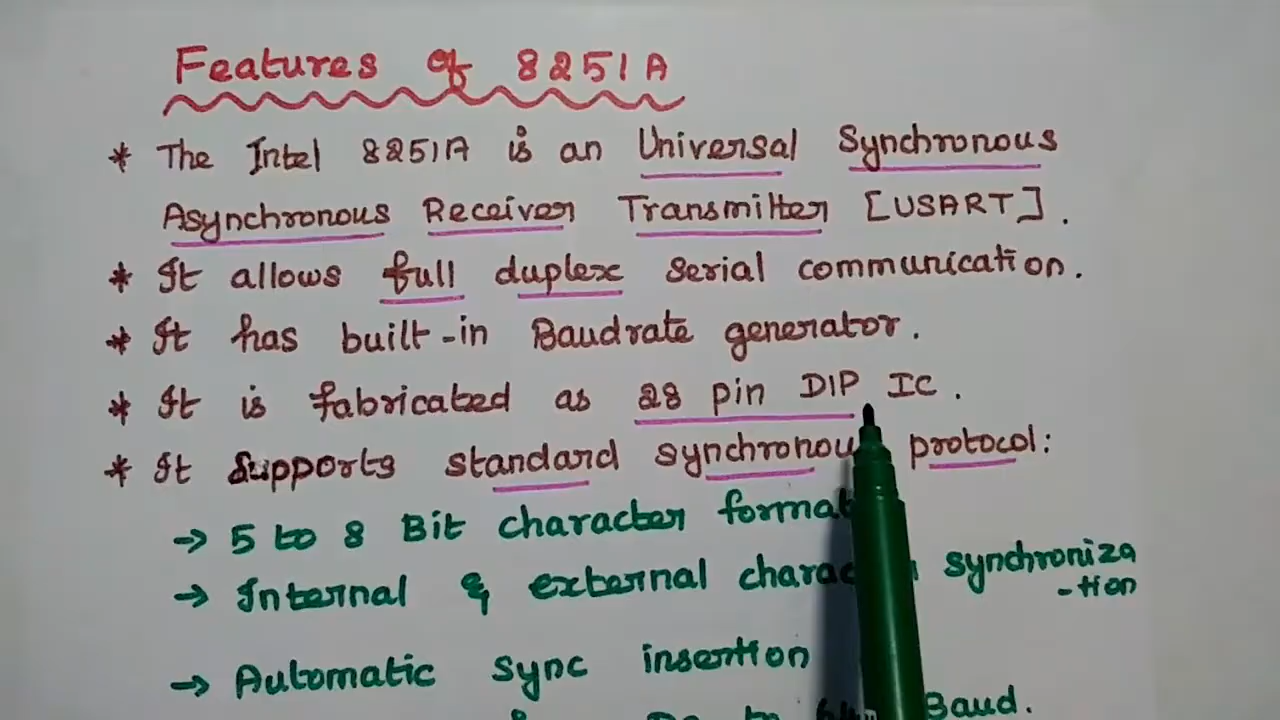 Features of 8251A
* The Intel 8251A is an Universal Synchronous
Asynchronous Receiver Transmitter [USART].
* It allows full duplex serial communication.
* It has built-in Baudrate generator.
* It is fabricated as 28 pin DIP IC.
* It Supports standard synchronou protocol:
→ 5 to 8 Bit character format
→ Internal & external charac synchroniza
-tion
→ Automatic sync insertion
Baud.